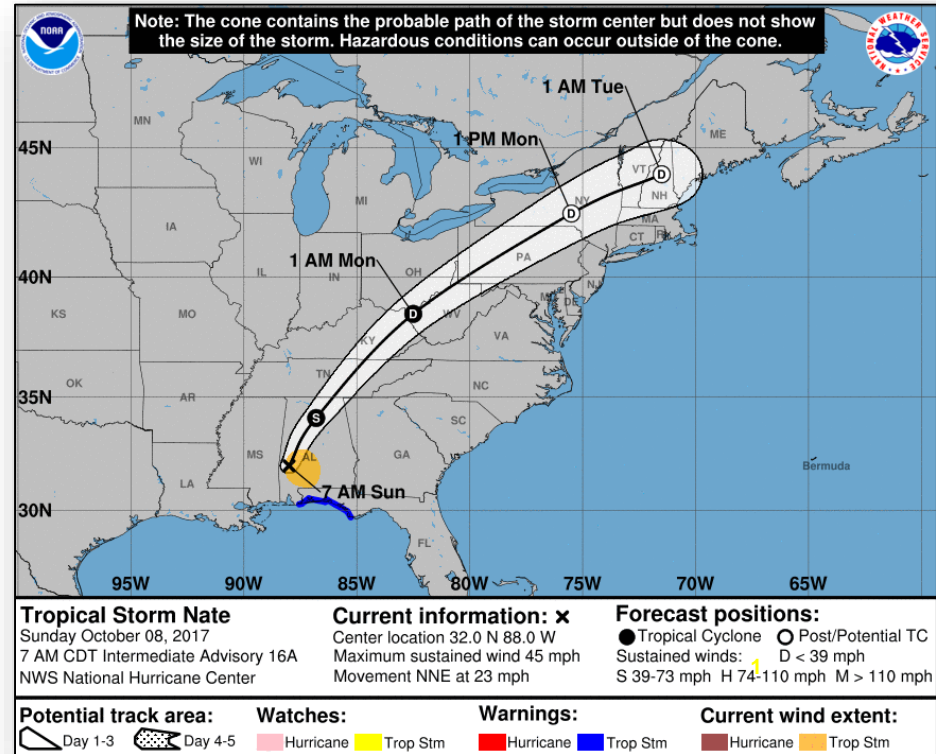 Note: The cone contains the probable path of the storm center but does not show
the size of the storm. Hazardous conditions can occur outside of the cone.
NOAA
1 AM Tue
1 PM Mon
1 AM Mon
7 AM Sun
MN
WI
MI
IA
IL
IN
OH
PA
NY
VT
NH
ME
MA
CT
NJ
DE
KS
MO
KY
WV
VA
OK
AR
TN
NC
SC
MS
AL
GA
LA
FL
Bermuda
S
D
D
D
45N
40N
35N
30N
95W
90W
85W
80W
75W
70W
65W
Tropical Storm Nate
Sunday October 08, 2017
7 AM CDT Intermediate Advisory 16A
NWS National Hurricane Center
Current information: x
Center location 32.0 N 88.0 W
Maximum sustained wind 45 mph
Movement NNE at 23 mph
Forecast positions:
Tropical Cyclone Post/Potential TC
Sustained winds: D < 39 mph
S 39-73 mph H 74-110 mph M > 110 mph
1
Potential track area:
Day 1-3 Day 4-5
Watches:
Hurricane Trop Stm
Warnings:
Hurricane Trop Stm
Current wind extent:
Hurricane Trop Stm